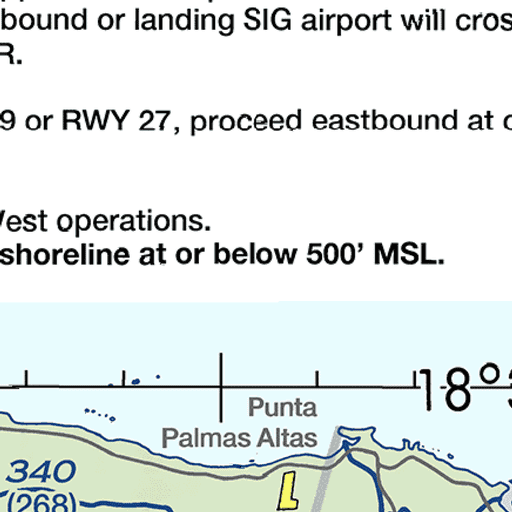 bound or landing SIG airport will cros
R.
9 or RWY 27, proceed eastbound at o
West operations.
shoreline at or below 500' MSL.
18°
Punta
Palmas Altas
340
(268)